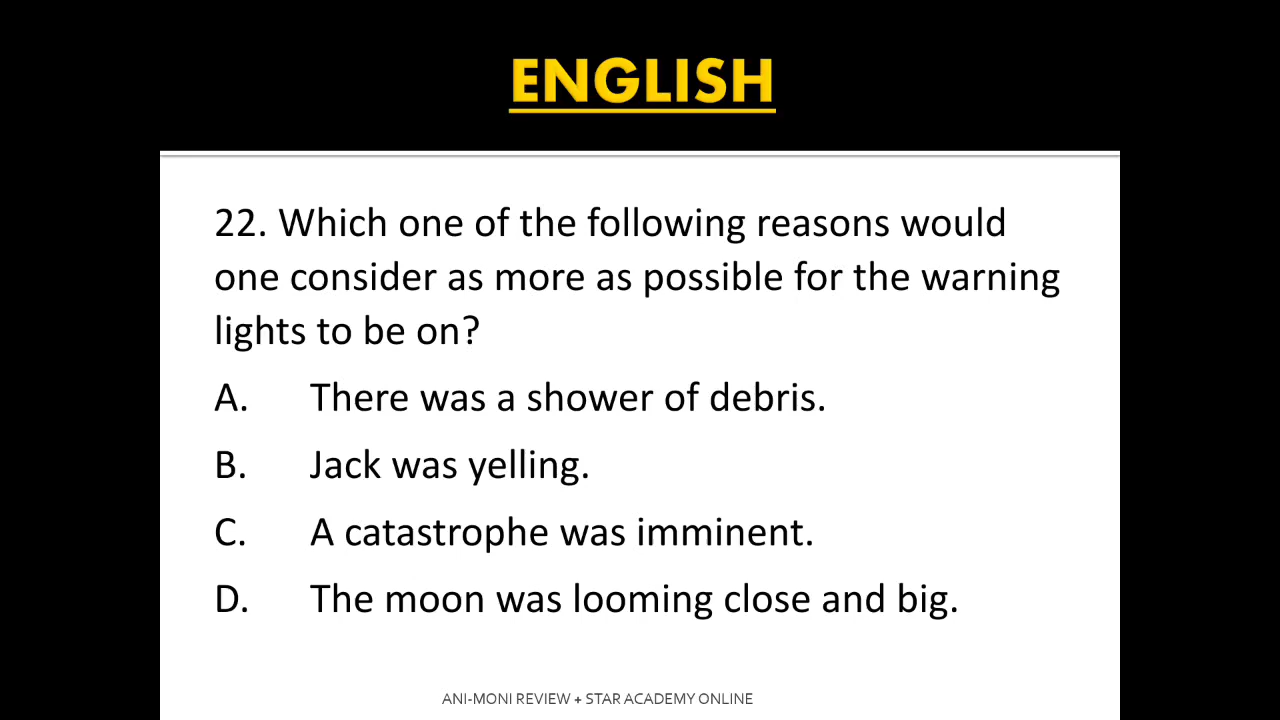 ENGLISH
22. Which one of the following reasons would
one consider as more as possible for the warning
lights to be on?
A. There was a shower of debris.
B. Jack was yelling.
C. A catastrophe was imminent.
D. The moon was looming close and big.
ANI-MONI REVIEW + STAR ACADEMY ONLINE